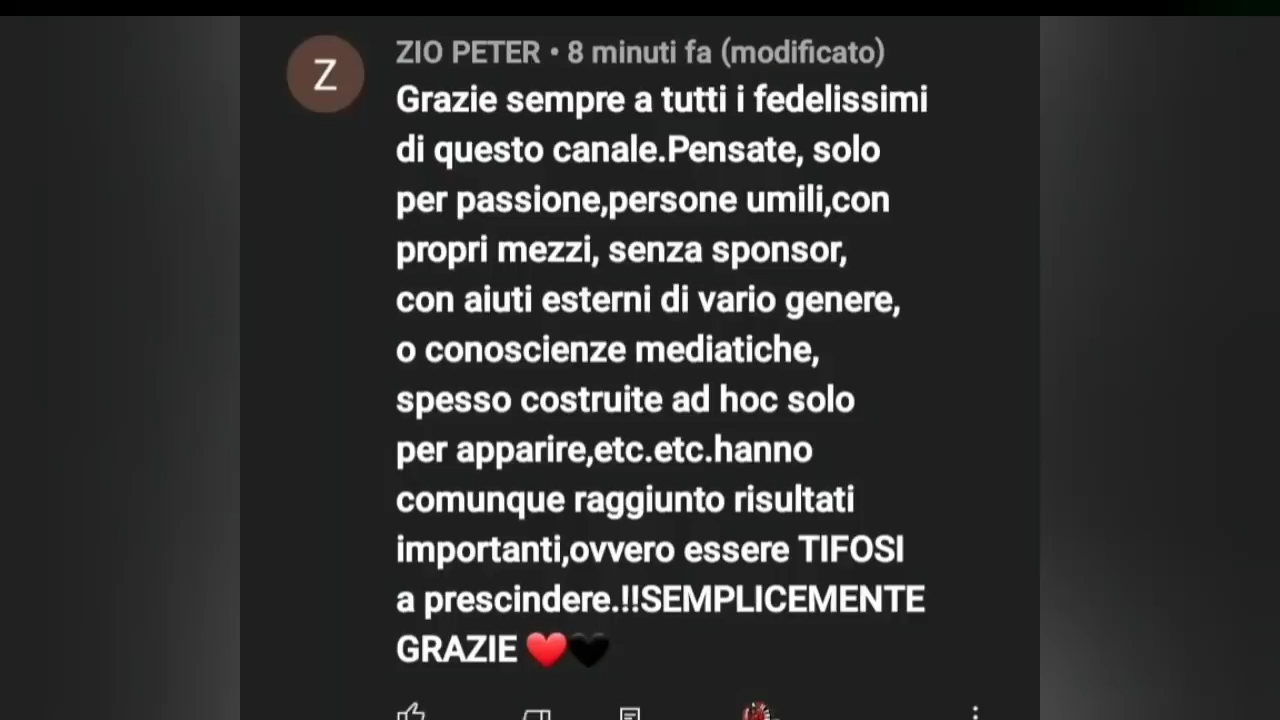 Z
ZIO PETER • 8 minuti fa (modificato)
Grazie sempre a tutti i fedelissimi
di questo canale.Pensate, solo
per passione,persone umili,con
propri mezzi, senza sponsor,
con aiuti esterni di vario genere,
o conoscienze mediatiche,
spesso costruite ad hoc solo
per apparire,etc.etc.hanno
comunque raggiunto risultati
importanti,ovvero essere TIFOSI
a prescindere.!!SEMPLICEMENTE
GRAZIE ❤️🖤